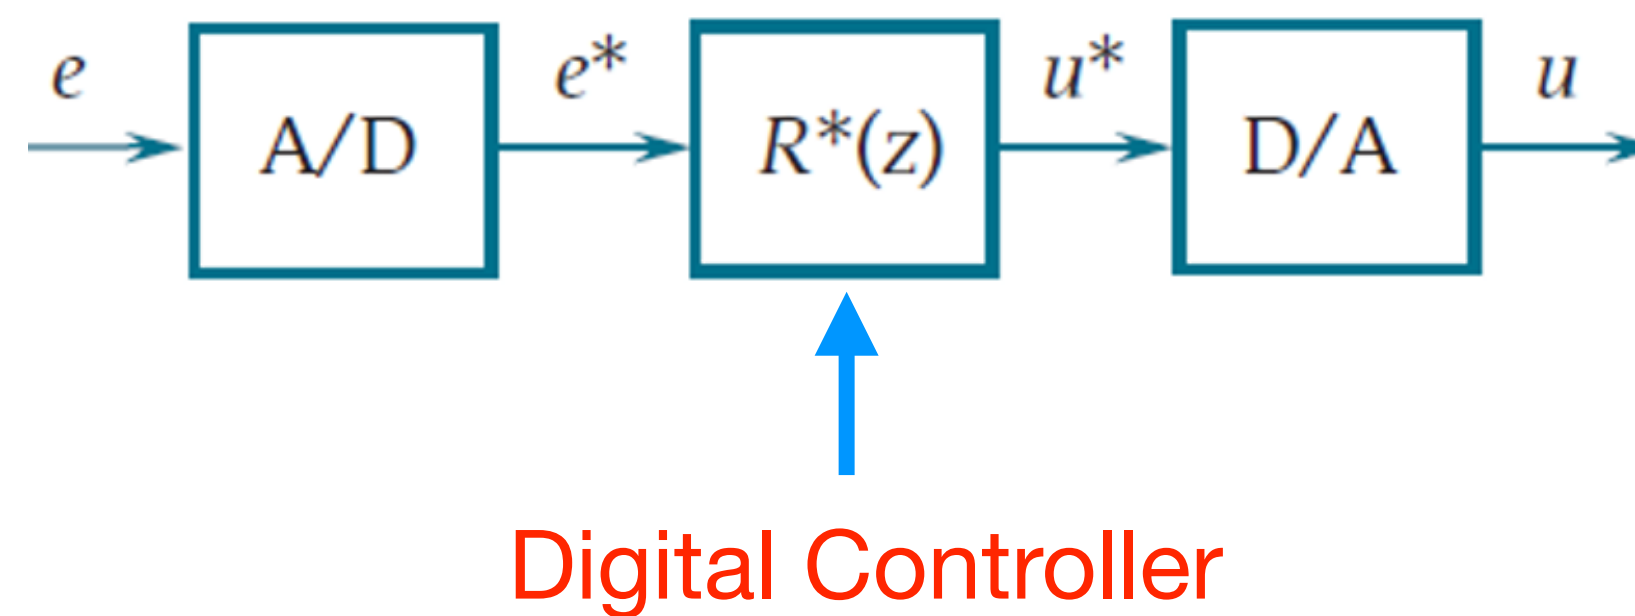 e e* u* u
A/D R*(z) D/A
Digital Controller